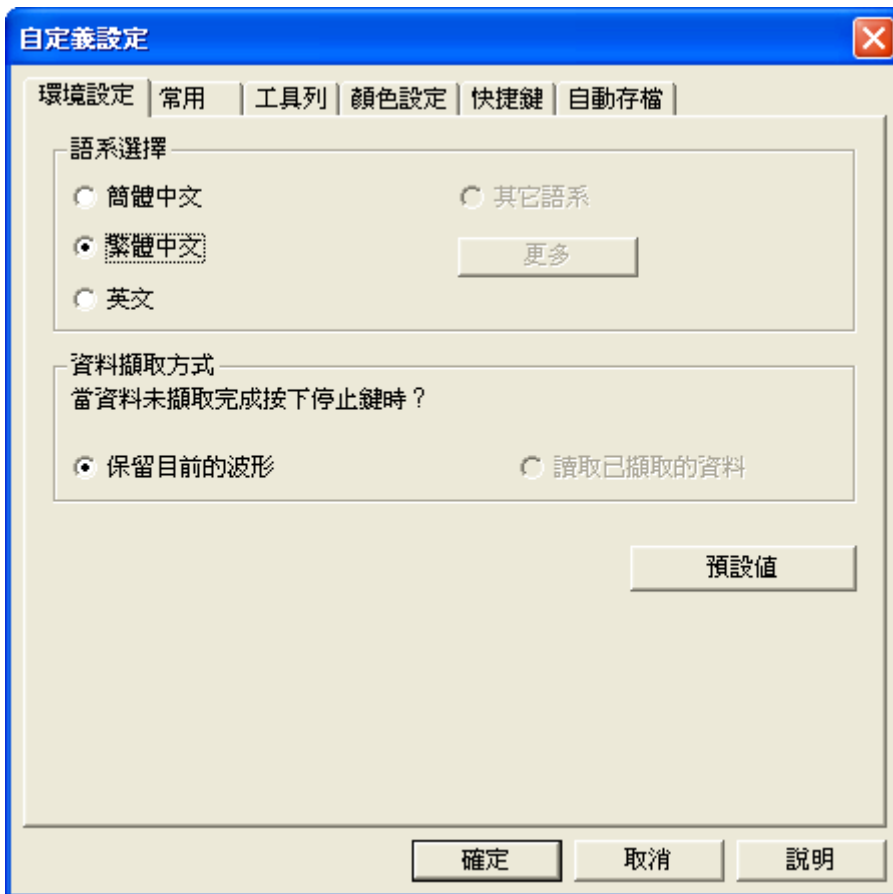 自定義設定
環境設定 常用 工具列 顏色設定 快捷鍵 自動存檔
語系選擇
簡體中文 其它語系
繁體中文 更多
英文
資料擷取方式
當資料未擷取完成按下停止鍵時？
保留目前的波形 讀取已擷取的資料
預設值
確定 取消 說明